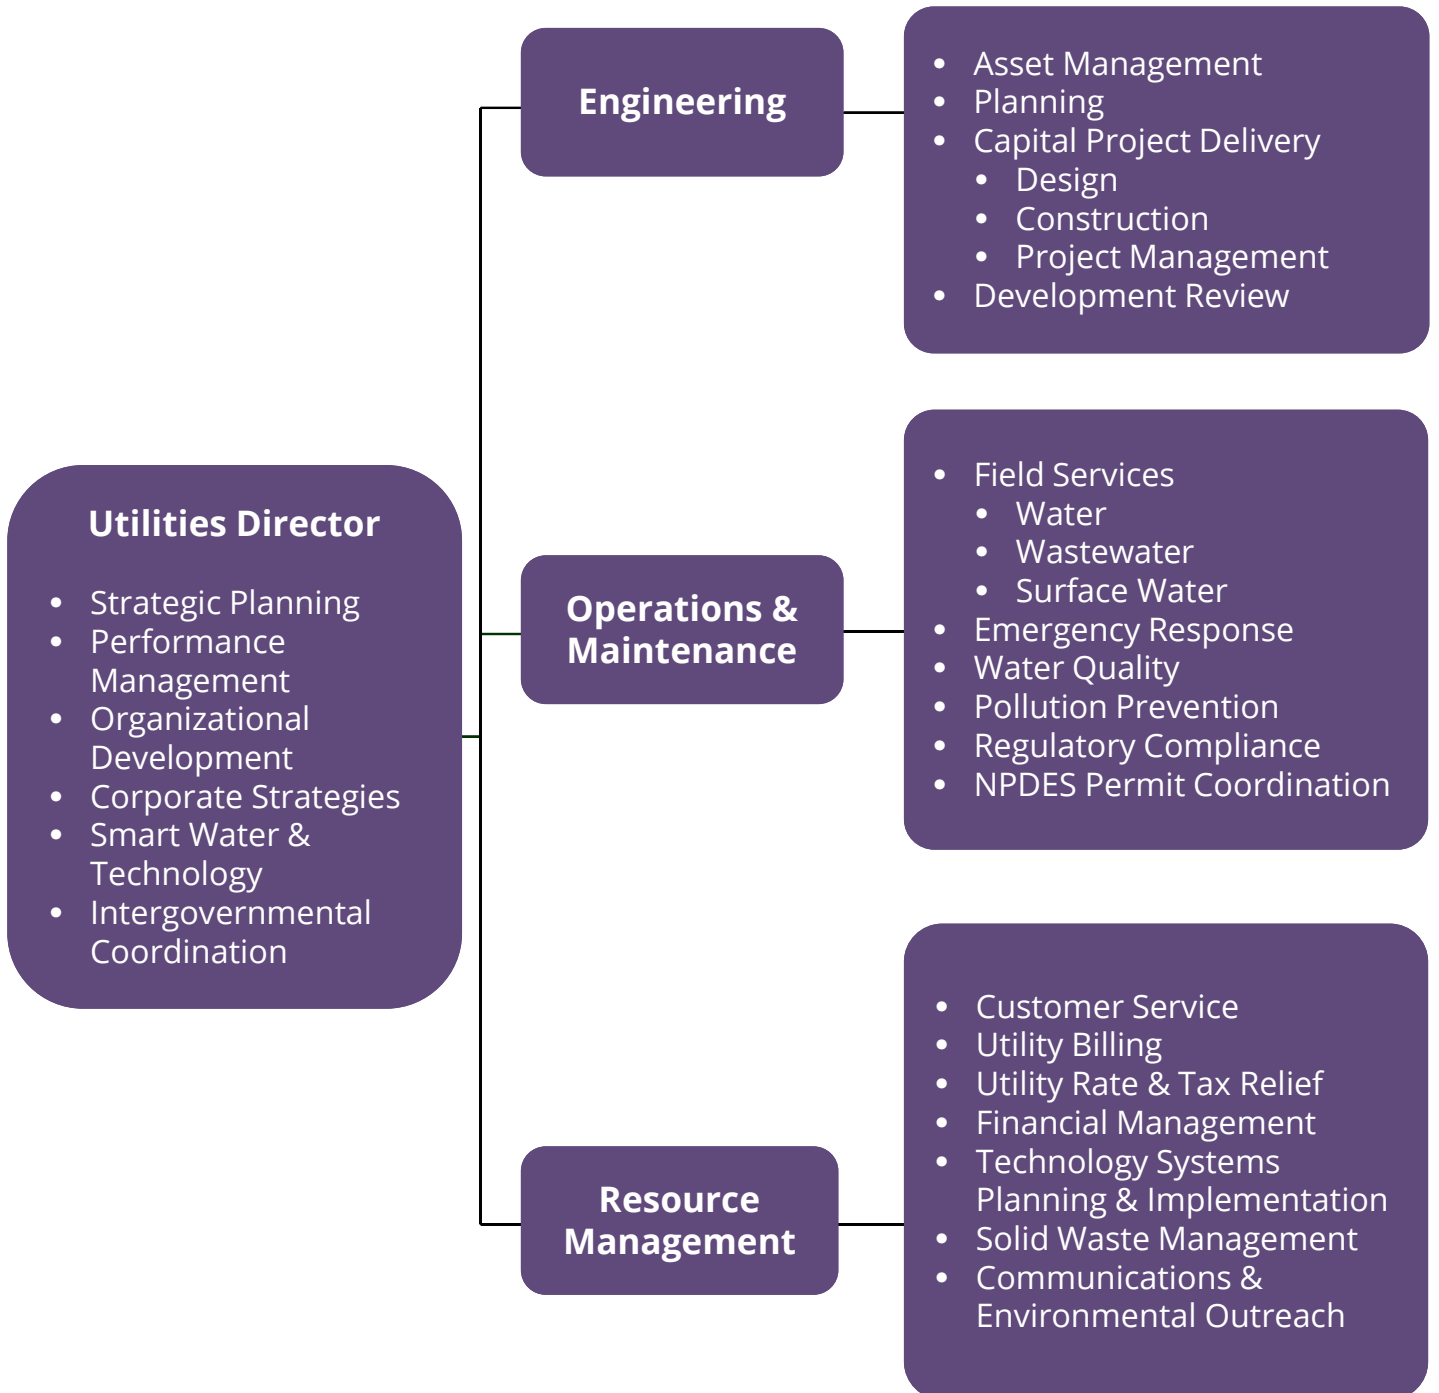 Engineering
• Asset Management
• Planning
• Capital Project Delivery
• Design
• Construction
• Project Management
• Development Review
Utilities Director
• Strategic Planning
• Performance
Management
• Organizational
Development
• Corporate Strategies
• Smart Water &
Technology
• Intergovernmental
Coordination
Operations &
Maintenance
• Field Services
• Water
• Wastewater
• Surface Water
• Emergency Response
• Water Quality
• Pollution Prevention
• Regulatory Compliance
• NPDES Permit Coordination
Resource
Management
• Customer Service
• Utility Billing
• Utility Rate & Tax Relief
• Financial Management
• Technology Systems
Planning & Implementation
• Solid Waste Management
• Communications &
Environmental Outreach